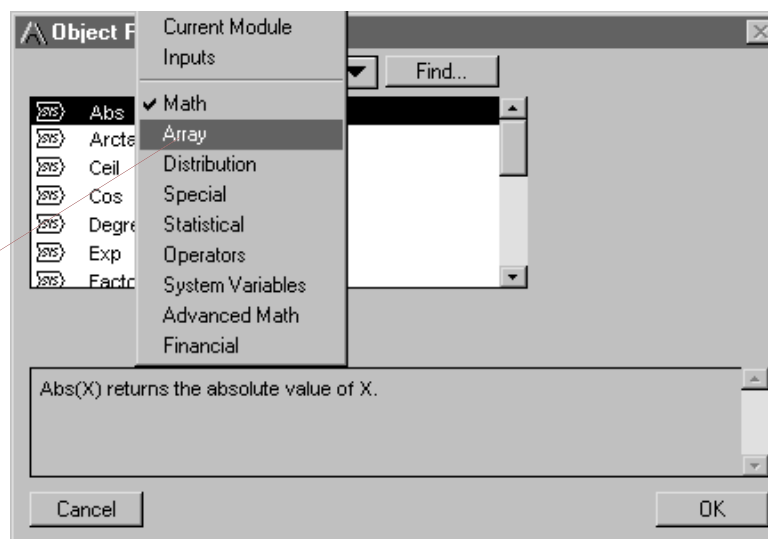 Object F
Current Module
Inputs
Find...
Math
Array
Distribution
Special
Statistical
Operators
System Variables
Advanced Math
Financial
Abs
Arcta
Ceil
Cos
Degre
Exp
Facto
Abs(X) returns the absolute value of X.
Cancel
OK